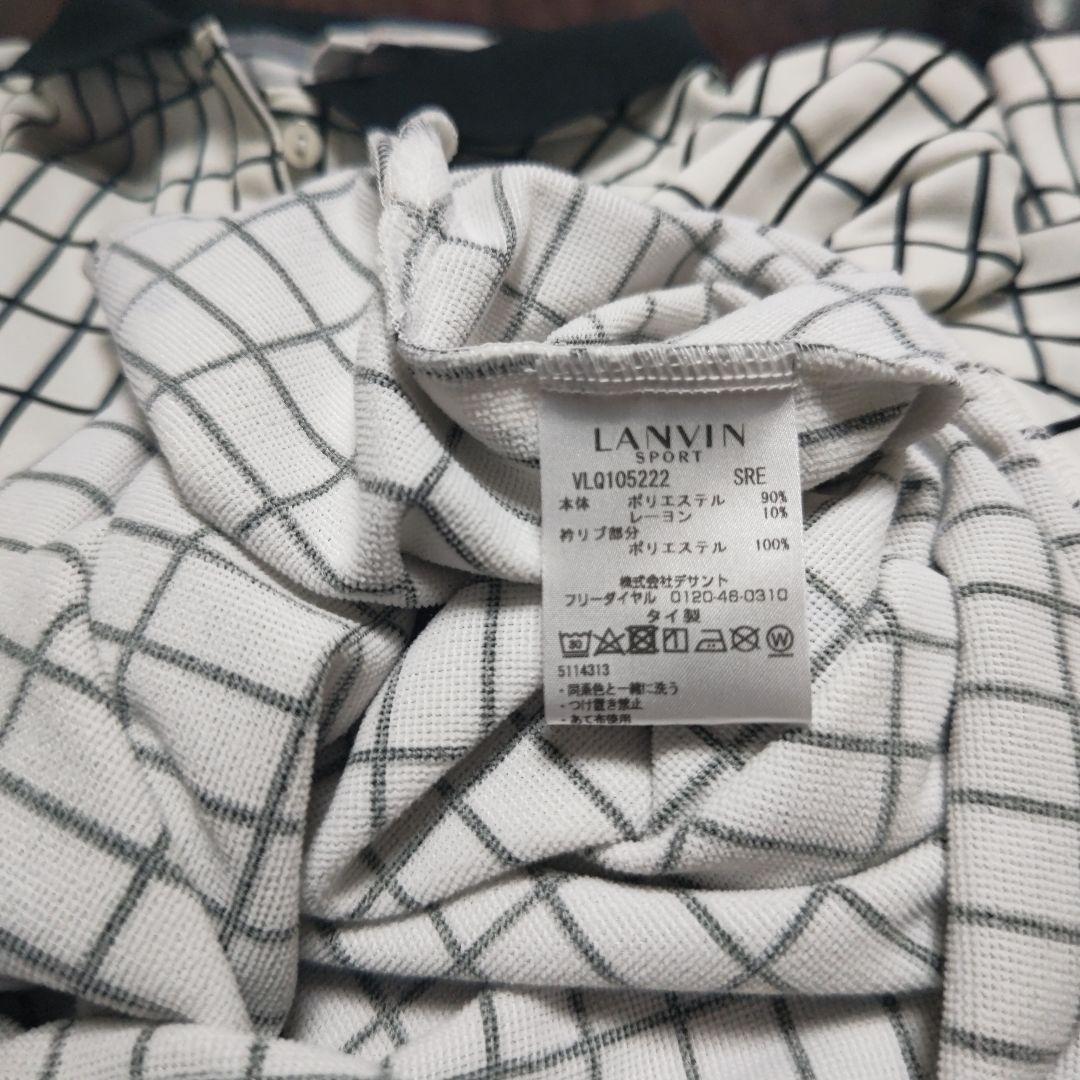 LANVIN
SPORT
VLQ105222 SRE
本体 ポリエステル 90%
レーヨン 10%
衿リブ部分
ポリエステル 100%
株式会社デサント
フリーダイヤル 0120-46-0310
タイ製
30 W
5114313
・同系色と一緒に洗う
・つけ置き禁止
・あて布使用